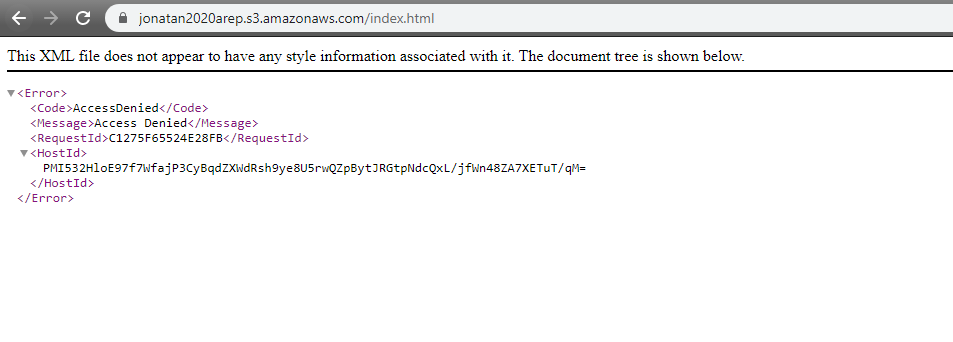 jonatan2020arep.s3.amazonaws.com/index.html
This XML file does not appear to have any style information associated with it. The document tree is shown below.
<Error>
<Code>AccessDenied</Code>
<Message>Access Denied</Message>
<RequestId>C1275F65524E28FB</RequestId>
<HostId>
PMI532HloE97f7WfajP3CyBqdZXWdRsh9ye8U5rwQZpBytJRGtpNdcQxL/jfWn48ZA7XETuT/qM=
</HostId>
</Error>